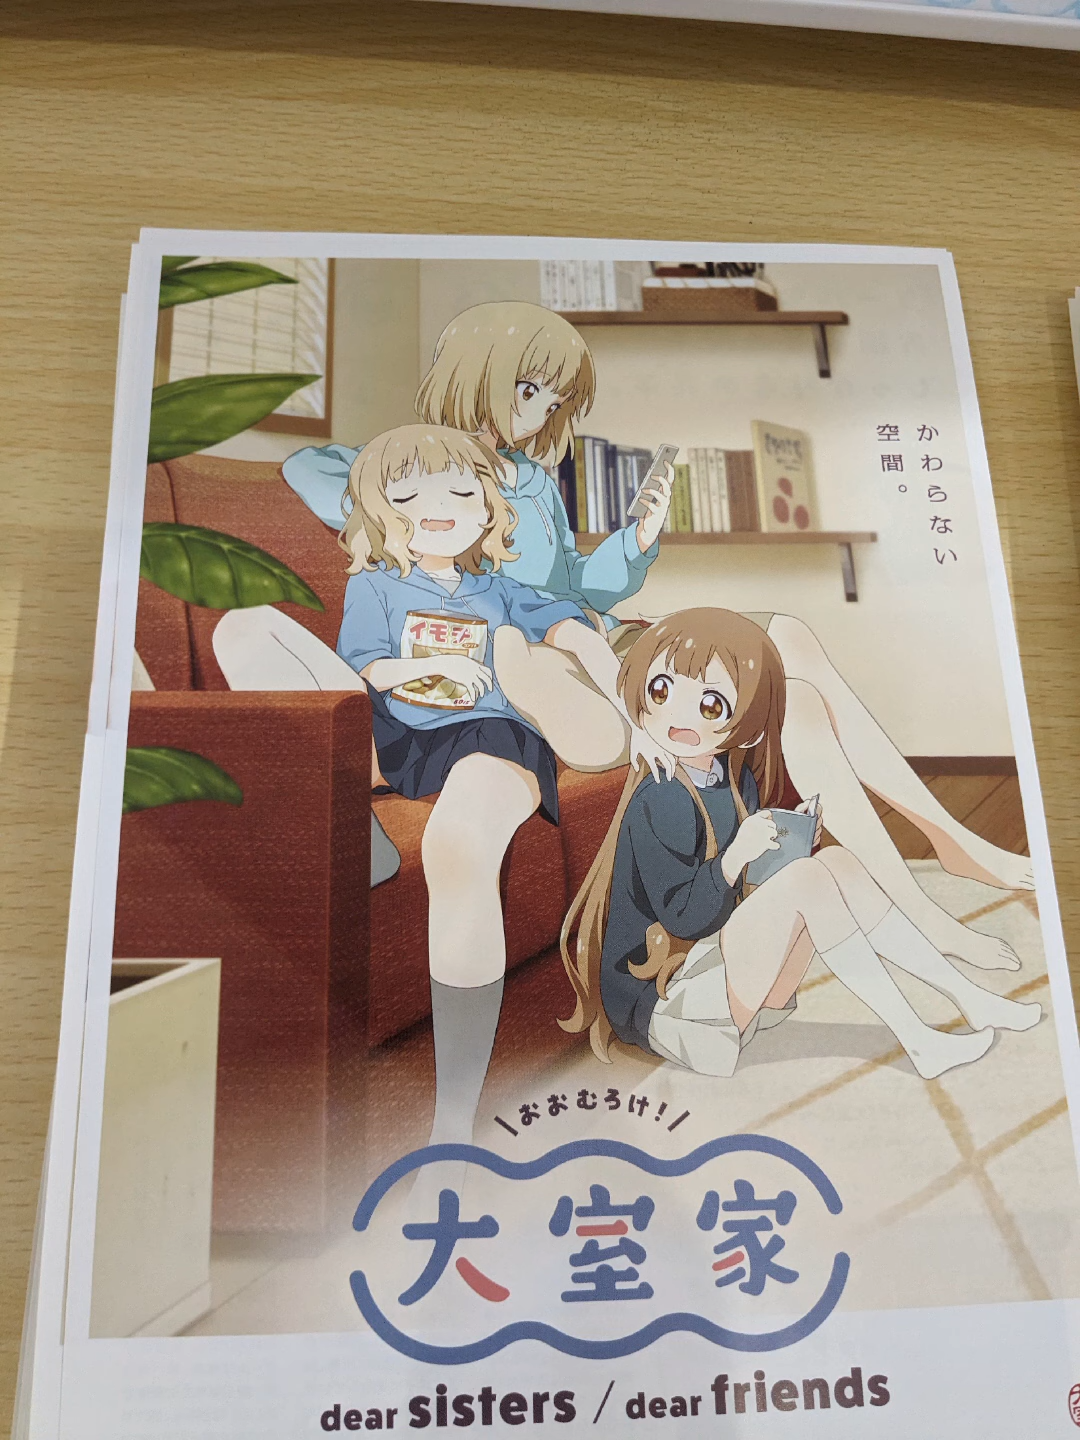 かわらない
空間。
イモシ
おおむろけ!
大室家
dear sisters / dear friends